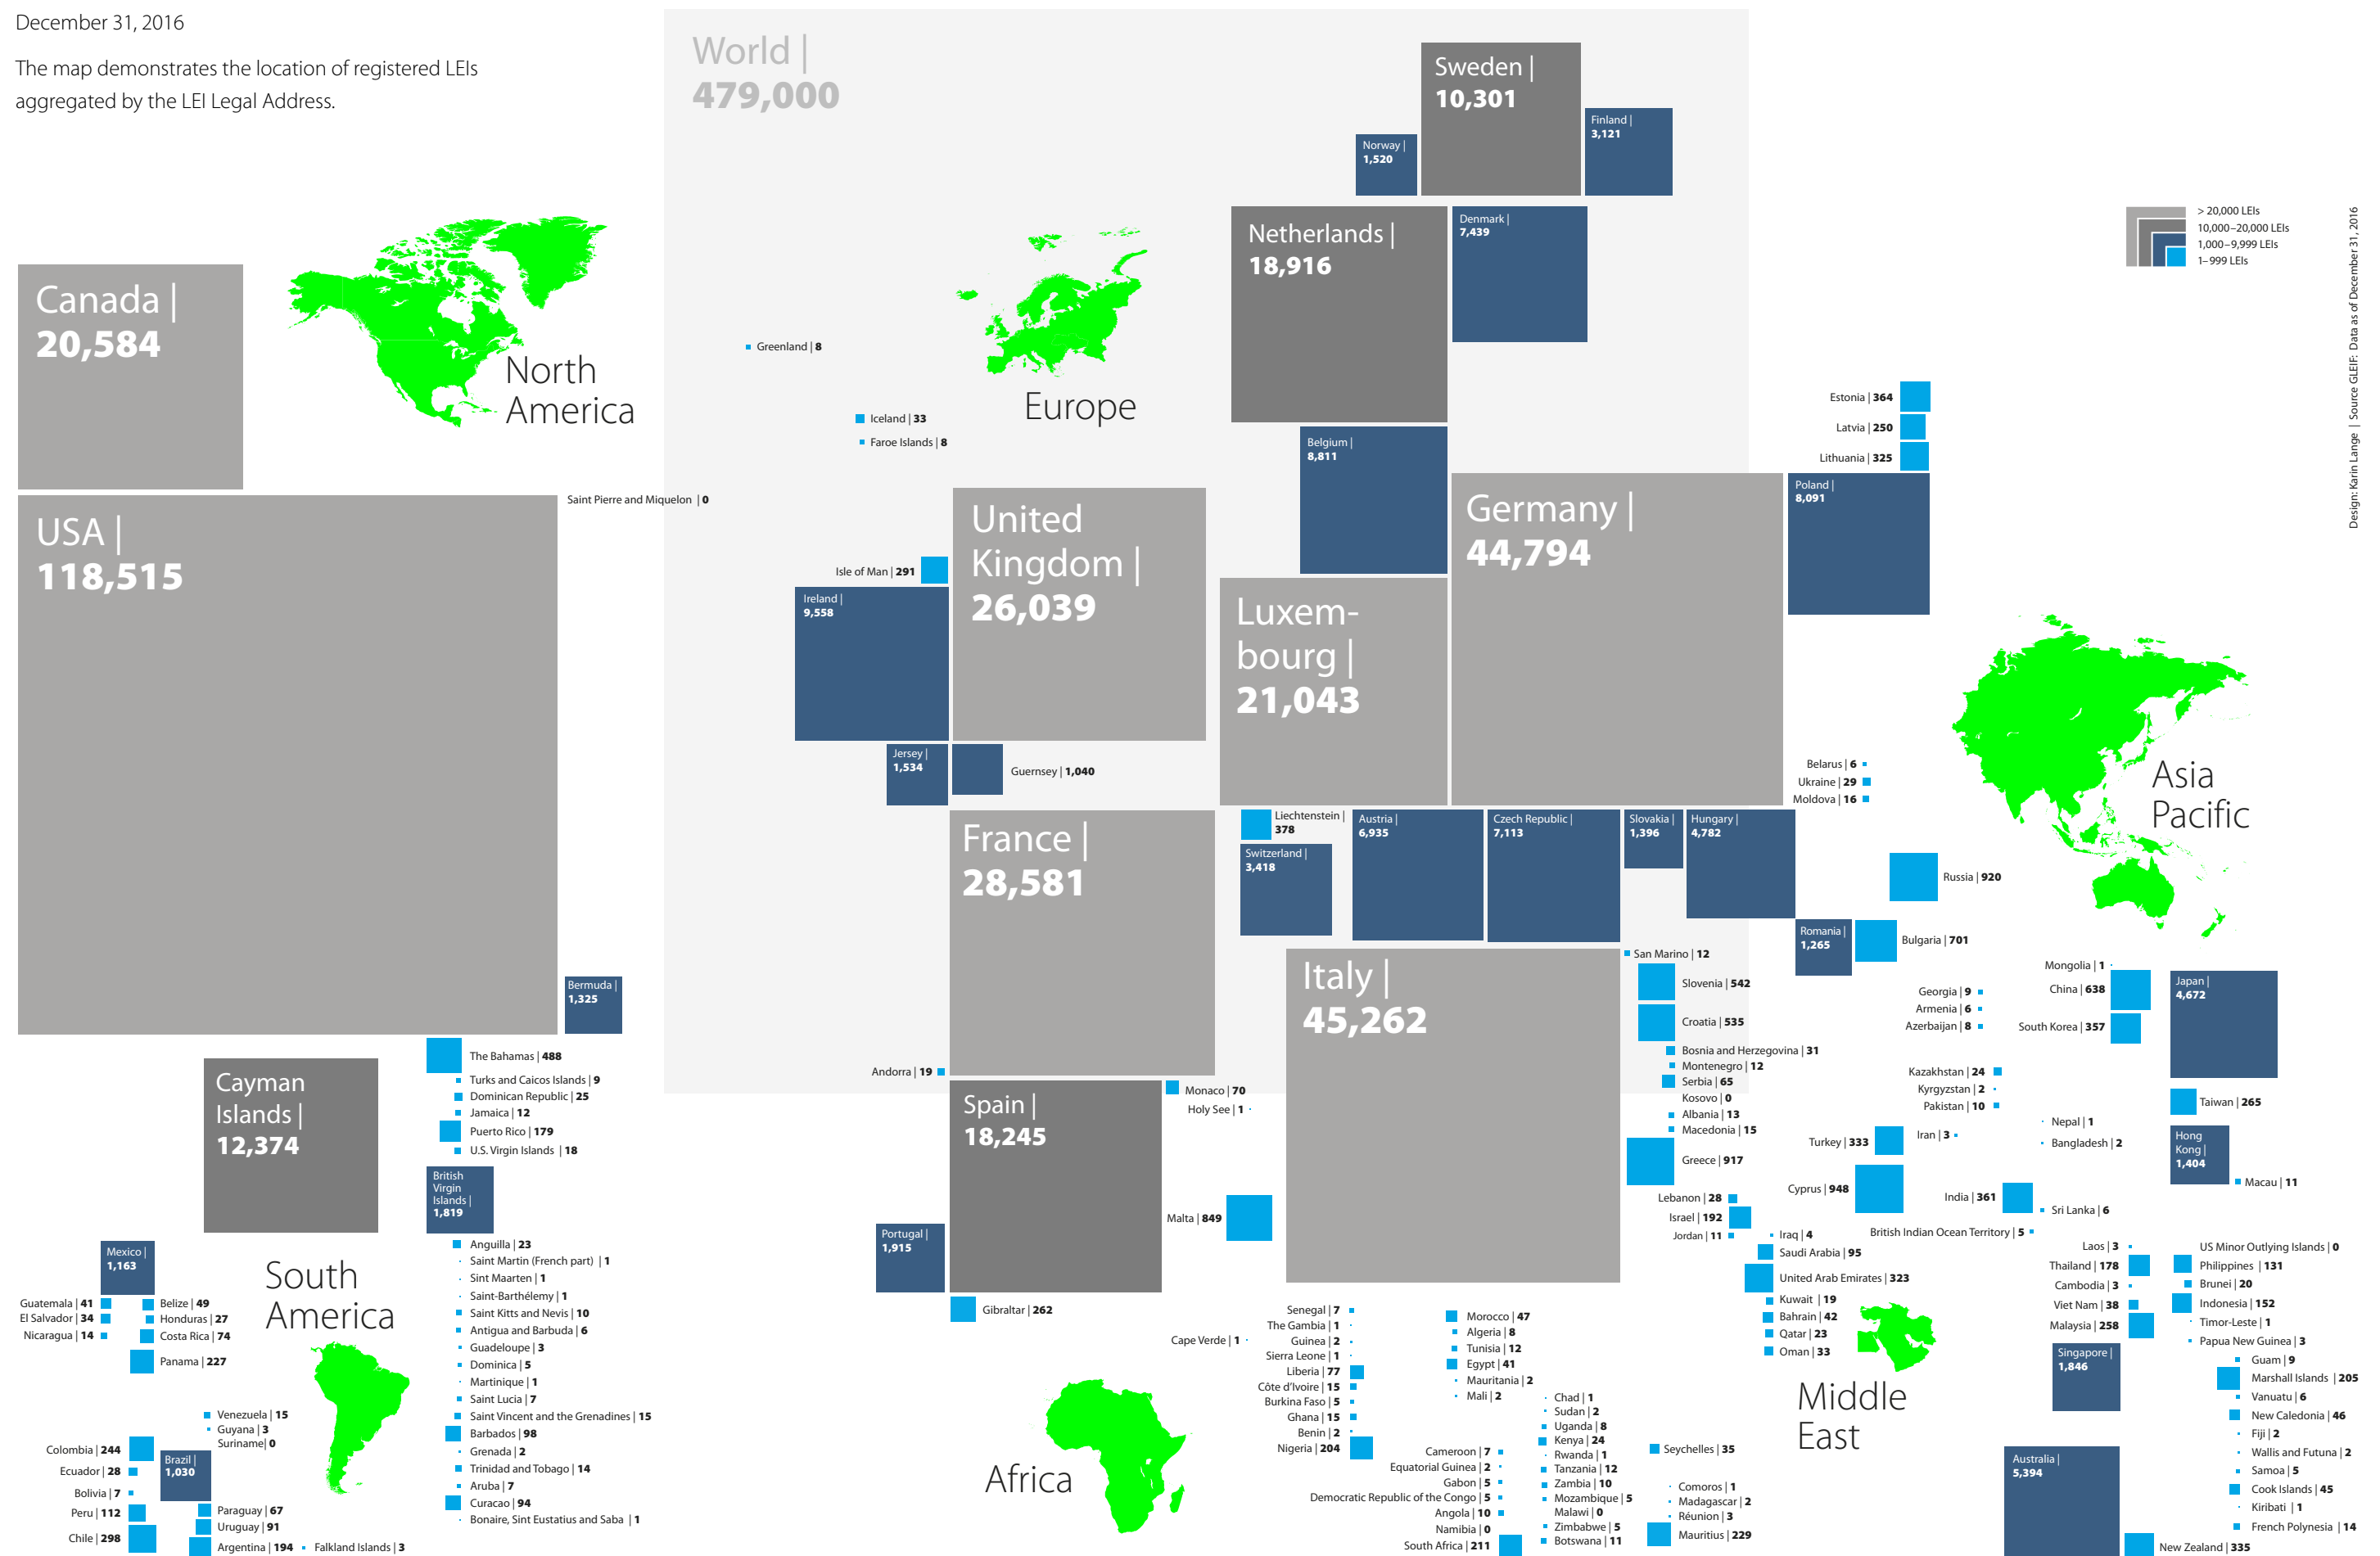 December 31, 2016
The map demonstrates the location of registered LEIs
aggregated by the LEI Legal Address.
World |
479,000
Sweden |
10,301
Finland |
3,121
Norway |
1,520
Netherlands |
18,916
Denmark |
7,439
> 20,000 LEIs
10,000–20,000 LEIs
1,000–9,999 LEIs
1–999 LEIs
Design: Karin Lange | Source GLEIF: Data as of December 31, 2016
Canada |
20,584
North
America
Greenland | 8
Europe
Iceland | 33
Faroe Islands | 8
Belgium |
8,811
Estonia | 364
Latvia | 250
Lithuania | 325
Poland |
8,091
Saint Pierre and Miquelon | 0
USA |
118,515
United
Kingdom |
26,039
Germany |
44,794
Isle of Man | 291
Ireland |
9,558
Luxem-
bourg |
21,043
Jersey |
1,534
Guernsey | 1,040
Belarus | 6
Ukraine | 29
Moldova | 16
Asia
Pacific
France |
28,581
Liechtenstein |
378
Switzerland |
3,418
Austria |
6,935
Czech Republic |
7,113
Slovakia |
1,396
Hungary |
4,782
Russia | 920
Romania |
1,265
Bulgaria | 701
Italy |
45,262
San Marino | 12
Slovenia | 542
Croatia | 535
Bosnia and Herzegovina | 31
Montenegro | 12
Serbia | 65
Kosovo | 0
Albania | 13
Macedonia | 15
Greece | 917
Mongolia | 1
China | 638
South Korea | 357
Japan |
4,672
Georgia | 9
Armenia | 6
Azerbaijan | 8
Kazakhstan | 24
Kyrgyzstan | 2
Pakistan | 10
Taiwan | 265
Nepal | 1
Bangladesh | 2
Iran | 3
Turkey | 333
Hong
Kong |
1,404
Macau | 11
Cyprus | 948
India | 361
Sri Lanka | 6
British Indian Ocean Territory | 5
Bermuda |
1,325
The Bahamas | 488
Turks and Caicos Islands | 9
Dominican Republic | 25
Jamaica | 12
Puerto Rico | 179
U.S. Virgin Islands | 18
Cayman
Islands |
12,374
British
Virgin
Islands |
1,819
Andorra | 19
Spain |
18,245
Monaco | 70
Holy See | 1
Malta | 849
Portugal |
1,915
Gibraltar | 262
Lebanon | 28
Israel | 192
Jordan | 11
Iraq | 4
Saudi Arabia | 95
United Arab Emirates | 323
Kuwait | 19
Bahrain | 42
Qatar | 23
Oman | 33
Middle
East
Laos | 3
Thailand | 178
Cambodia | 3
Viet Nam | 38
Malaysia | 258
Singapore |
1,846
US Minor Outlying Islands | 0
Philippines | 131
Brunei | 20
Indonesia | 152
Timor-Leste | 1
Papua New Guinea | 3
Guam | 9
Marshall Islands | 205
Vanuatu | 6
New Caledonia | 46
Fiji | 2
Wallis and Futuna | 2
Samoa | 5
Cook Islands | 45
Kiribati | 1
French Polynesia | 14
New Zealand | 335
Australia |
5,394
Mexico |
1,163
South
America
Guatemala | 41
El Salvador | 34
Nicaragua | 14
Belize | 49
Honduras | 27
Costa Rica | 74
Panama | 227
Anguilla | 23
Saint Martin (French part) | 1
Sint Maarten | 1
Saint-Barthélemy | 1
Saint Kitts and Nevis | 10
Antigua and Barbuda | 6
Guadeloupe | 3
Dominica | 5
Martinique | 1
Saint Lucia | 7
Saint Vincent and the Grenadines | 15
Barbados | 98
Grenada | 2
Trinidad and Tobago | 14
Aruba | 7
Curacao | 94
Bonaire, Sint Eustatius and Saba | 1
Venezuela | 15
Guyana | 3
Suriname| 0
Colombia | 244
Ecuador | 28
Bolivia | 7
Peru | 112
Chile | 298
Brazil |
1,030
Paraguay | 67
Uruguay | 91
Argentina | 194
Falkland Islands | 3
Africa
Cape Verde | 1
Senegal | 7
The Gambia | 1
Guinea | 2
Sierra Leone | 1
Liberia | 77
Côte d’Ivoire | 15
Burkina Faso | 5
Ghana | 15
Benin | 2
Nigeria | 204
Morocco | 47
Algeria | 8
Tunisia | 12
Egypt | 41
Mauritania | 2
Mali | 2
Cameroon | 7
Equatorial Guinea | 2
Gabon | 5
Democratic Republic of the Congo | 5
Angola | 10
Namibia | 0
South Africa | 211
Chad | 1
Sudan | 2
Uganda | 8
Kenya | 24
Rwanda | 1
Tanzania | 12
Zambia | 10
Mozambique | 5
Malawi | 0
Zimbabwe | 5
Botswana | 11
Seychelles | 35
Comoros | 1
Madagascar | 2
Réunion | 3
Mauritius | 229